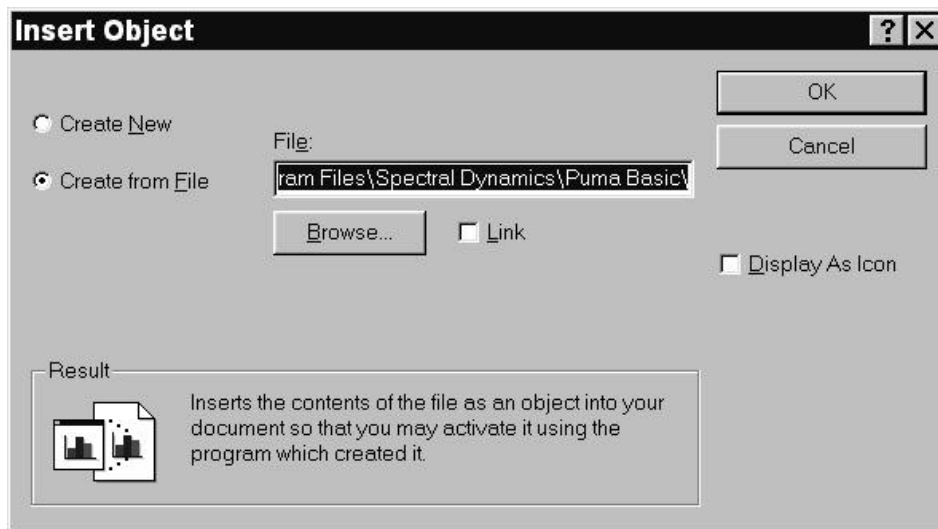 Insert Object
Create New
Create from File
File:
ram Files\Spectral Dynamics\Puma Basic\
Browse...
Link
OK
Cancel
Display As Icon
Result
Inserts the contents of the file as an object into your
document so that you may activate it using the
program which created it.